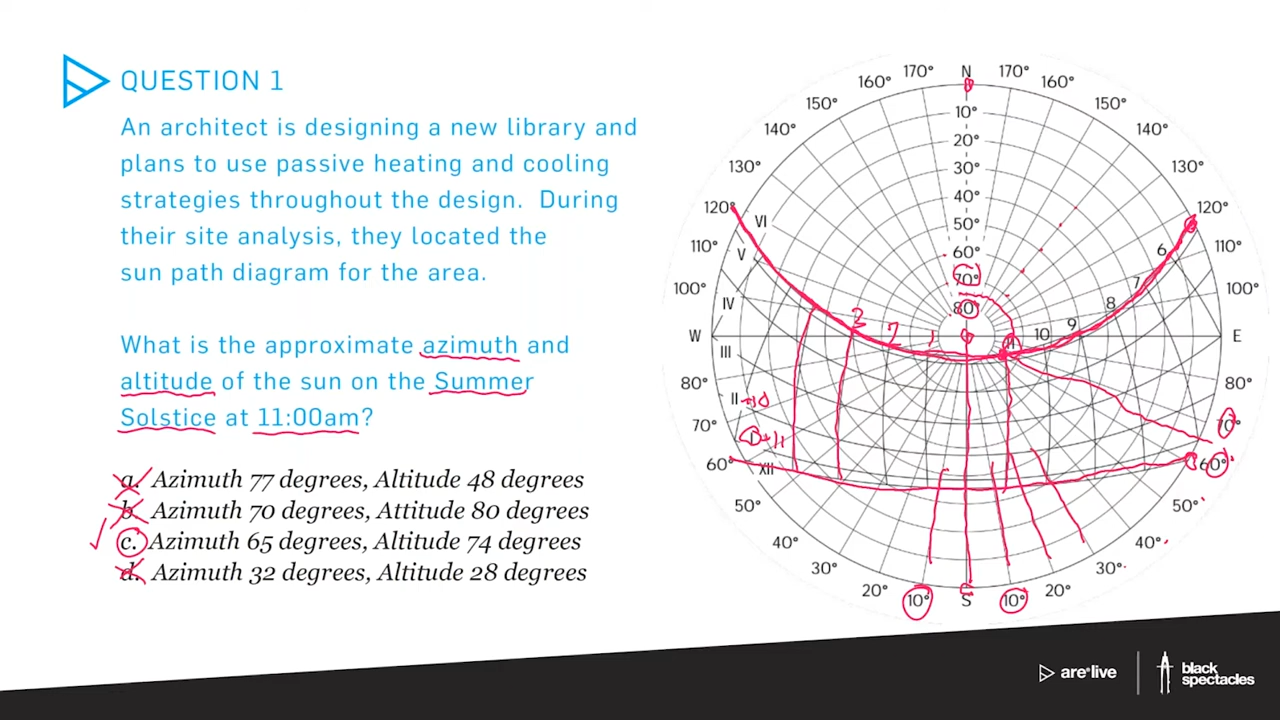 QUESTION 1
An architect is designing a new library and
plans to use passive heating and cooling
strategies throughout the design. During
their site analysis, they located the
sun path diagram for the area.
What is the approximate azimuth and
altitude of the sun on the Summer
Solstice at 11:00am?
a. Azimuth 77 degrees, Altitude 48 degrees
b. Azimuth 70 degrees, Attitude 80 degrees
c. Azimuth 65 degrees, Altitude 74 degrees
d. Azimuth 32 degrees, Altitude 28 degrees
160° 170° N 170° 160°
150° 10° 150°
140° 20° 140°
130° 30° 130°
40°
120° VI 50° 120°
110° V 60° 6 110°
70° 7
100° IV 80° 8 100°
3 2 1 11 10 9
W E
III
80° 80°
II
70° 70°
60° XII 60°
50° 50°
40° 40°
30° 30°
20° 10° S 10° 20°
are live
black
spectacles